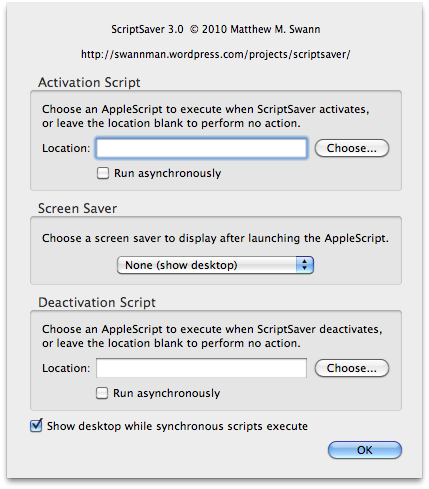 ScriptSaver 3.0 © 2010 Matthew M. Swann
http://swannman.wordpress.com/projects/scriptsaver/
Activation Script
Choose an AppleScript to execute when ScriptSaver activates,
or leave the location blank to perform no action.
Location: Choose...
Run asynchronously
Screen Saver
Choose a screen saver to display after launching the AppleScript.
None (show desktop)
Deactivation Script
Choose an AppleScript to execute when ScriptSaver deactivates,
or leave the location blank to perform no action.
Location: Choose...
Run asynchronously
Show desktop while synchronous scripts execute
OK